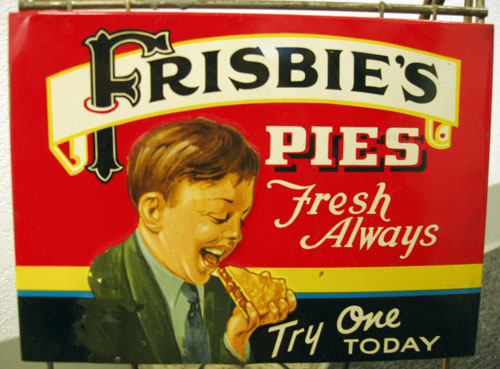 FRISBIE'S
PIES
Fresh
Always
Try One
TODAY